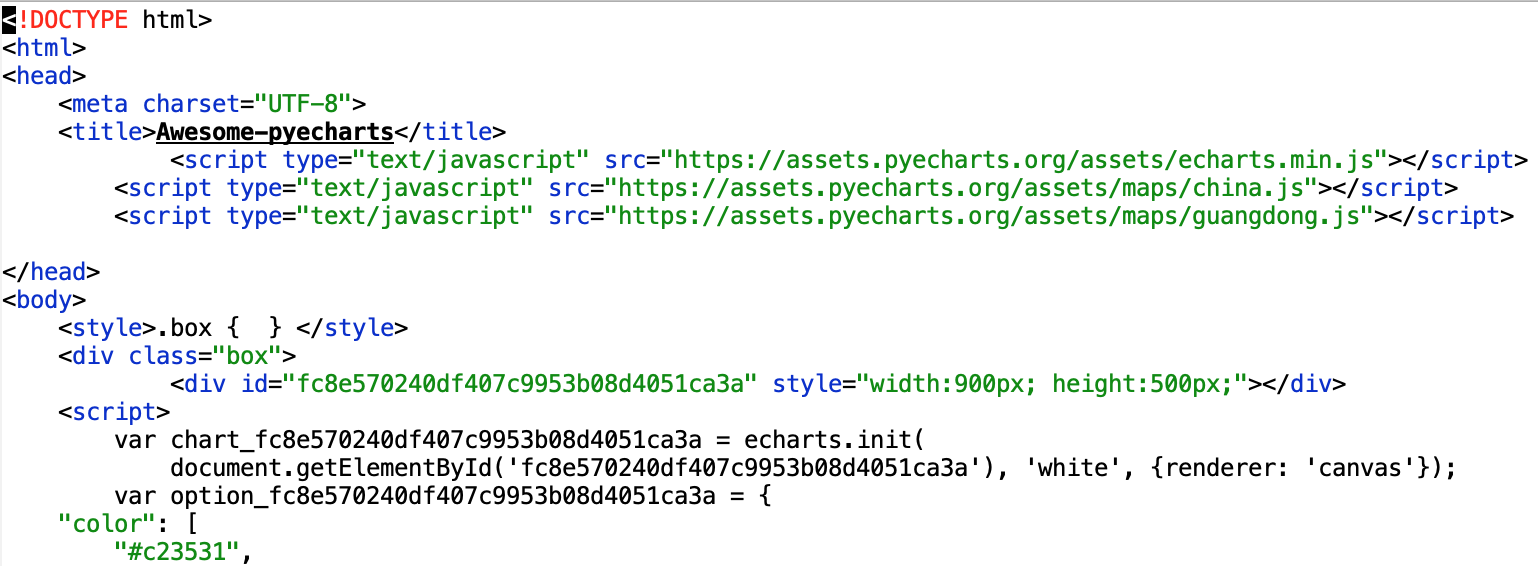 <!DOCTYPE html>
<html>
<head>
    <meta charset="UTF-8">
    <title>Awesome-pyecharts</title>
            <script type="text/javascript" src="https://assets.pyecharts.org/assets/echarts.min.js"></script>
        <script type="text/javascript" src="https://assets.pyecharts.org/assets/maps/china.js"></script>
        <script type="text/javascript" src="https://assets.pyecharts.org/assets/maps/guangdong.js"></script>

</head>
<body>
    <style>.box {  } </style>
    <div class="box">
            <div id="fc8e570240df407c9953b08d4051ca3a" style="width:900px; height:500px;"></div>
    <script>
        var chart_fc8e570240df407c9953b08d4051ca3a = echarts.init(
            document.getElementById('fc8e570240df407c9953b08d4051ca3a'), 'white', {renderer: 'canvas'});
        var option_fc8e570240df407c9953b08d4051ca3a = {
    "color": [
        "#c23531",